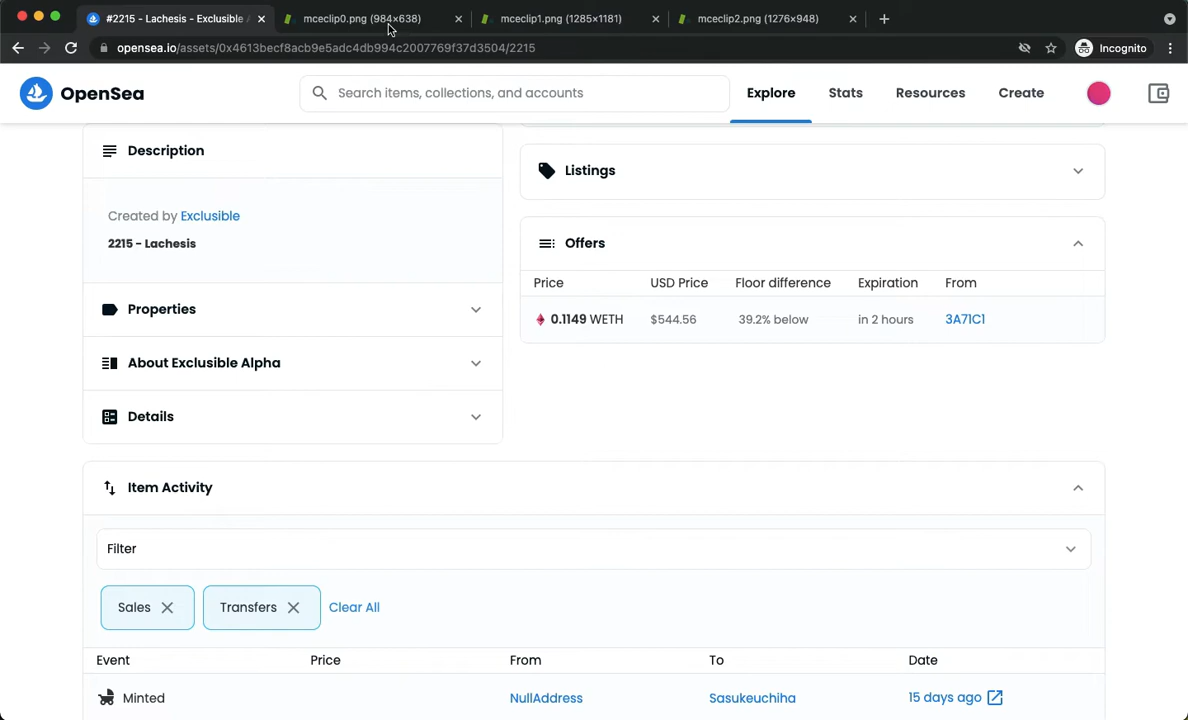 #2215 - Lachesis - Exclusible A
mceclip0.png (984×638)
mceclip1.png (1285×1181)
mceclip2.png (1276×948)
opensea.io/assets/0x4613becf8acb9e5adc4db994c2007769f37d3504/2215
Incognito
OpenSea
Search items, collections, and accounts
Explore
Stats
Resources
Create
Description
Created by Exclusible
2215 - Lachesis
Properties
About Exclusible Alpha
Details
Listings
Offers
Price USD Price Floor difference Expiration From
0.1149 WETH $544.56 39.2% below in 2 hours 3A71C1
Item Activity
Filter
Sales
Transfers
Clear All
Event Price From To Date
Minted NullAddress Sasukeuchiha 15 days ago